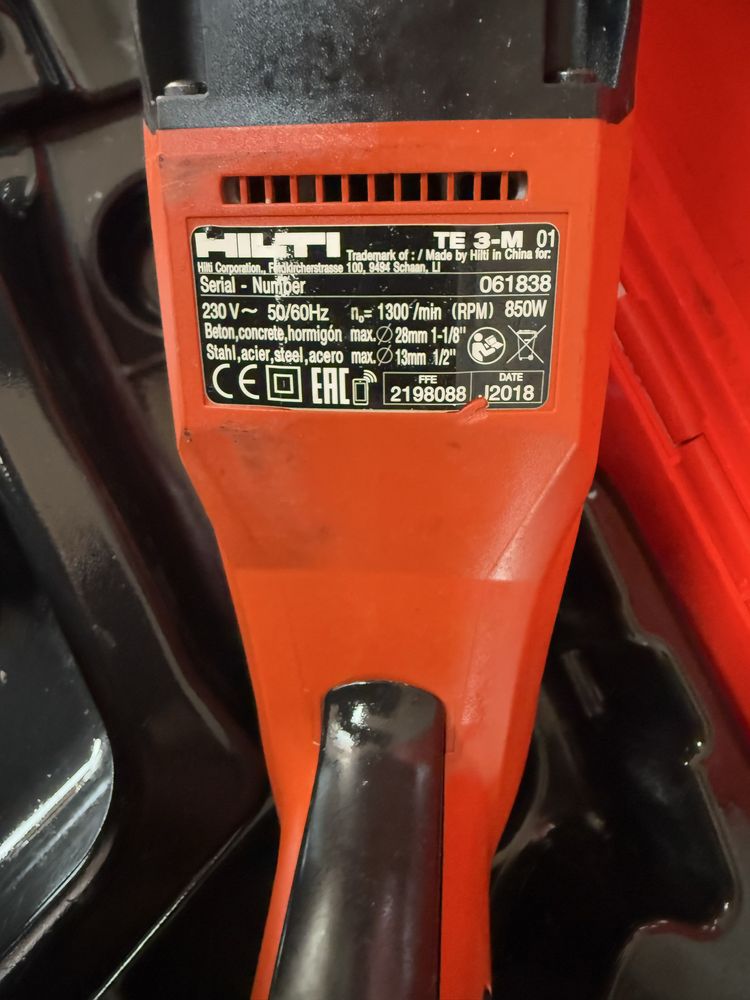 HILTI TE 3-M 01
Trademark of : / Made by Hilti in China for:
Hilti Corporation., Feldkircherstrasse 100, 9494 Schaan, LI
Serial - Number 061838
230 V~ 50/60Hz n₀= 1300 /min (RPM) 850W
Beton,concrete,hormigón max.∅ 28mm 1-1/8"
Stahl,acier,steel,acero max.∅ 13mm 1/2"
CE EAC
FFE DATE
2198088 J2018